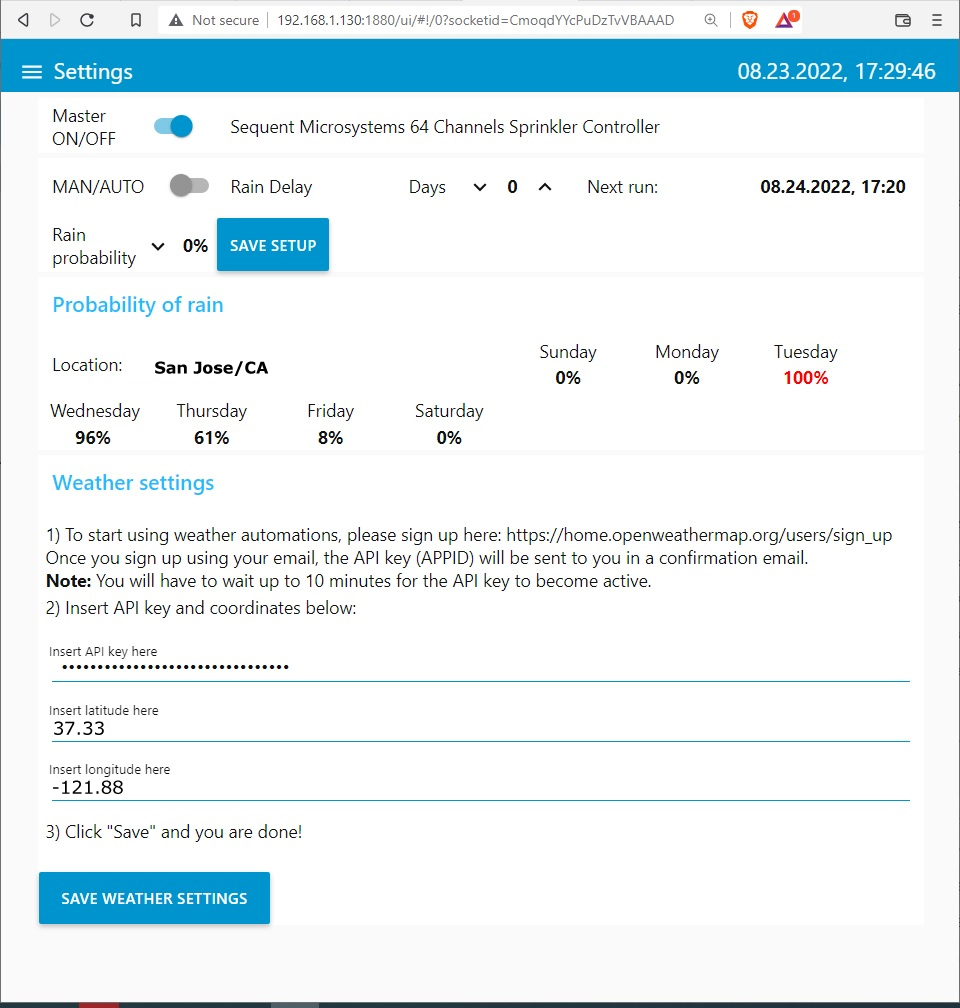 Not secure 192.168.1.130:1880/ui/#!/0?socketid=CmoqdYYcPuDzTvVBAAAD 1
Settings 08.23.2022, 17:29:46
Master
ON/OFF
Sequent Microsystems 64 Channels Sprinkler Controller
MAN/AUTO Rain Delay Days 0 Next run: 08.24.2022, 17:20
Rain
probability
0% SAVE SETUP
Probability of rain
Location: San Jose/CA
Sunday Monday Tuesday
0% 0% 100%
Wednesday Thursday Friday Saturday
96% 61% 8% 0%
Weather settings
1) To start using weather automations, please sign up here: https://home.openweathermap.org/users/sign_up
Once you sign up using your email, the API key (APPID) will be sent to you in a confirmation email.
Note: You will have to wait up to 10 minutes for the API key to become active.
2) Insert API key and coordinates below:
Insert API key here
••••••••••••••••••••••••••••••••
Insert latitude here
37.33
Insert longitude here
-121.88
3) Click "Save" and you are done!
SAVE WEATHER SETTINGS